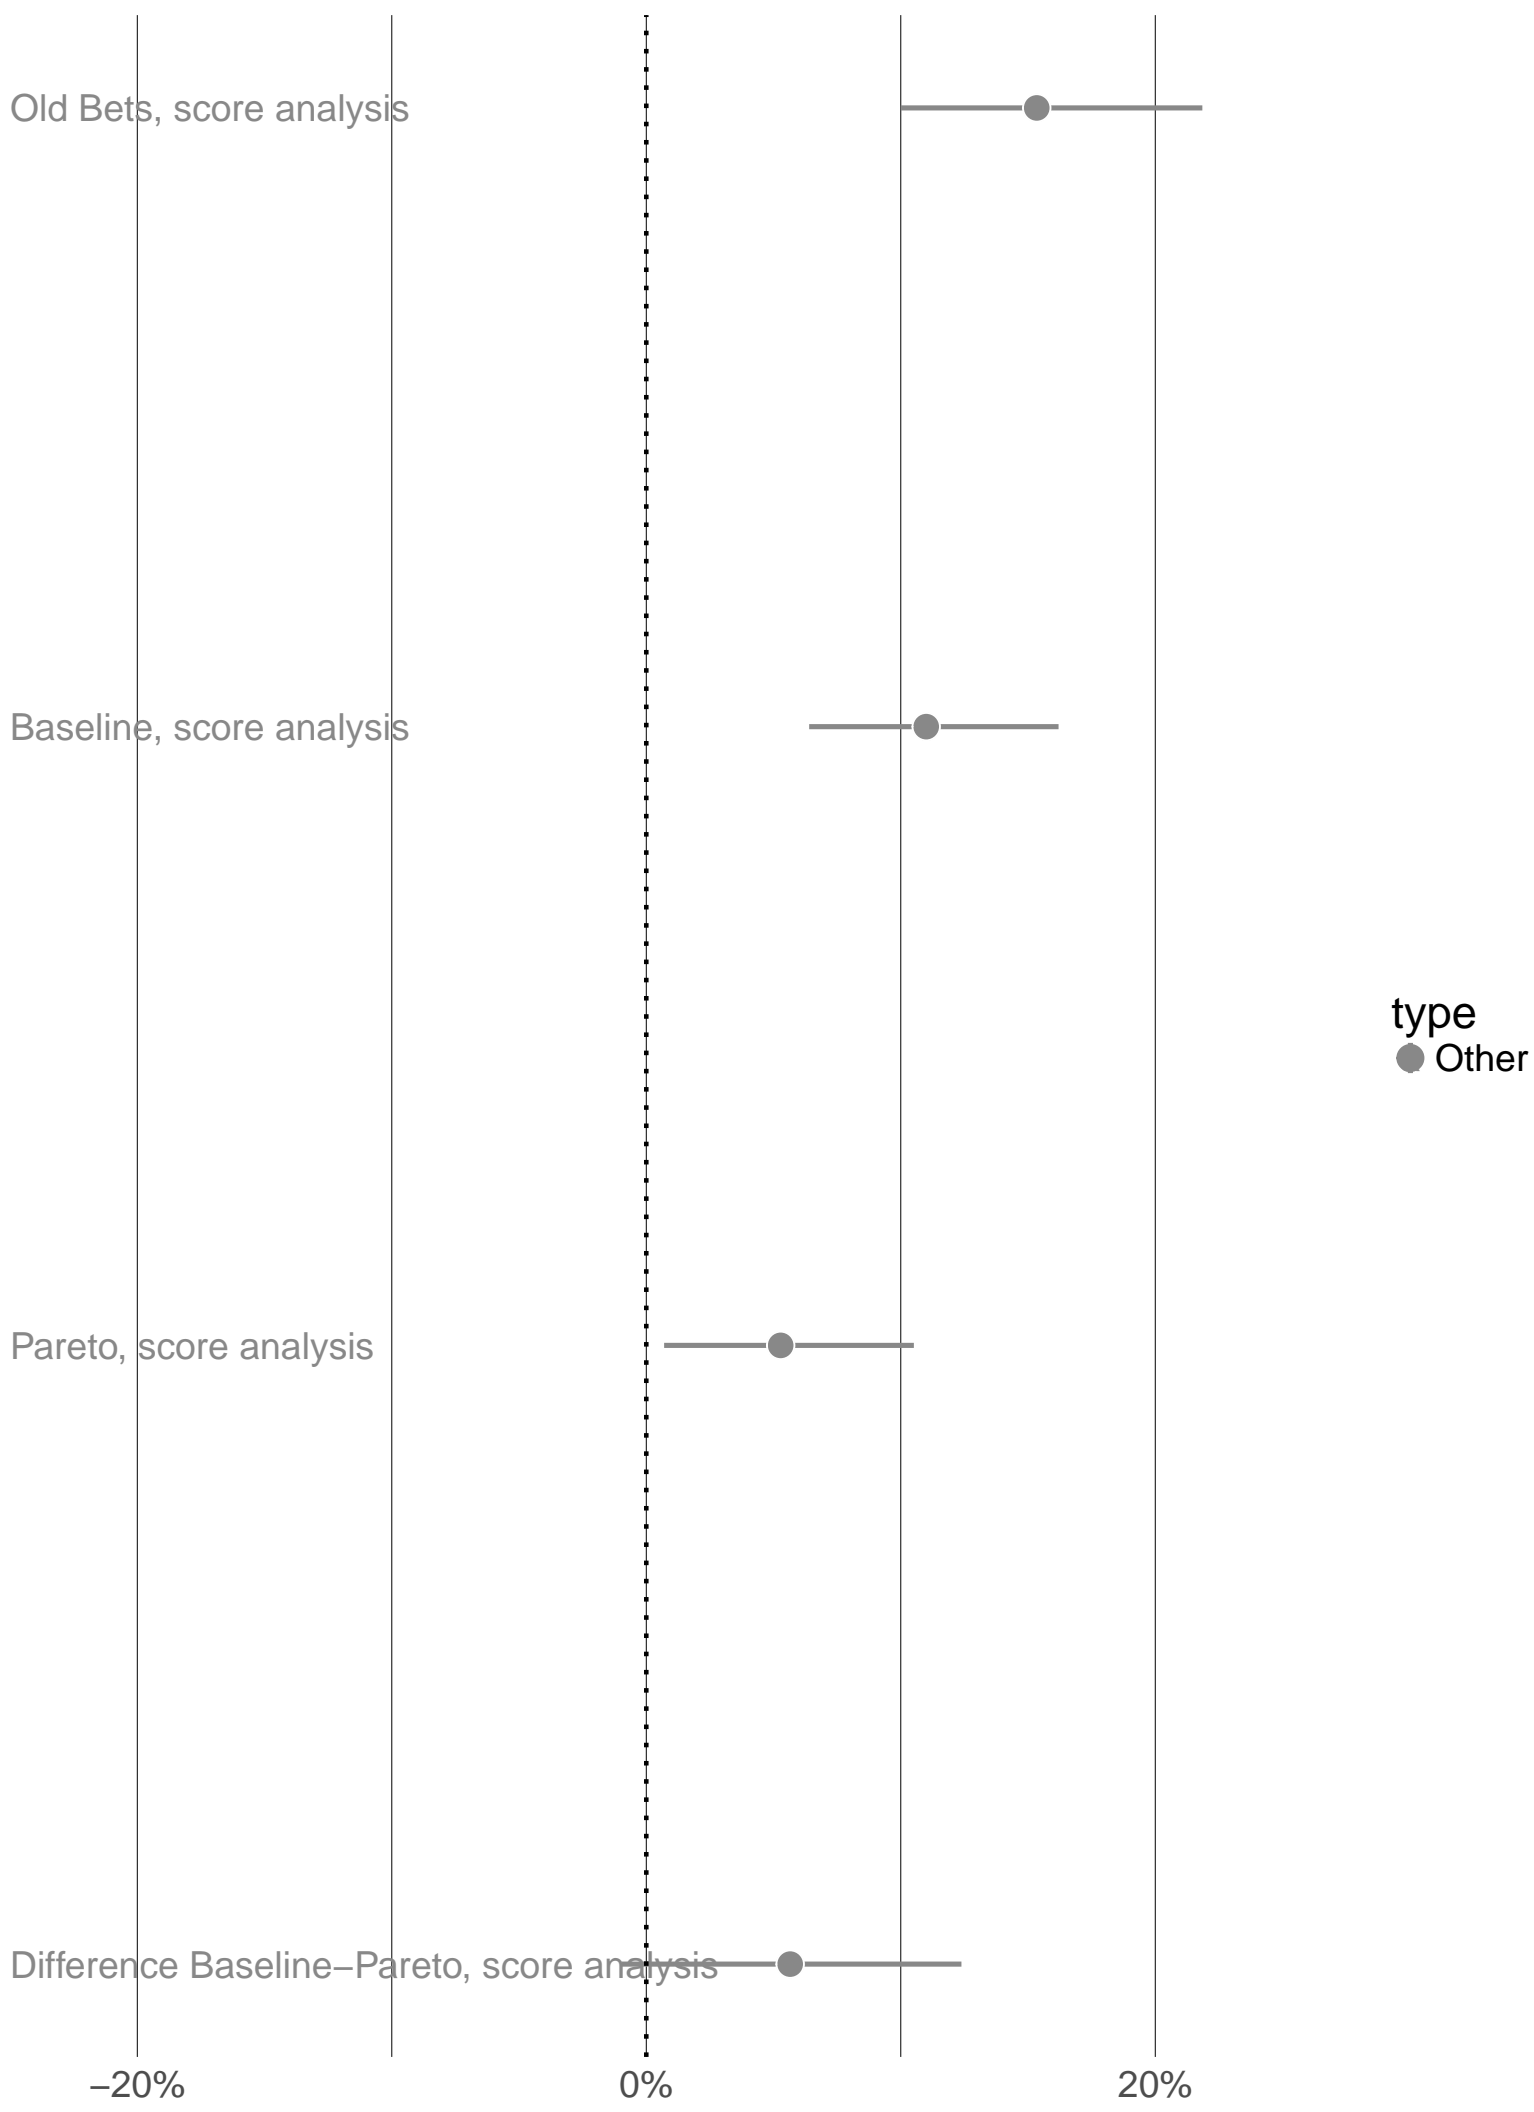 Old Bets, score analysis
Baseline, score analysis
type
Other
Pareto, score analysis
Difference Baseline−Pareto, score analysis
−20%
0%
20%